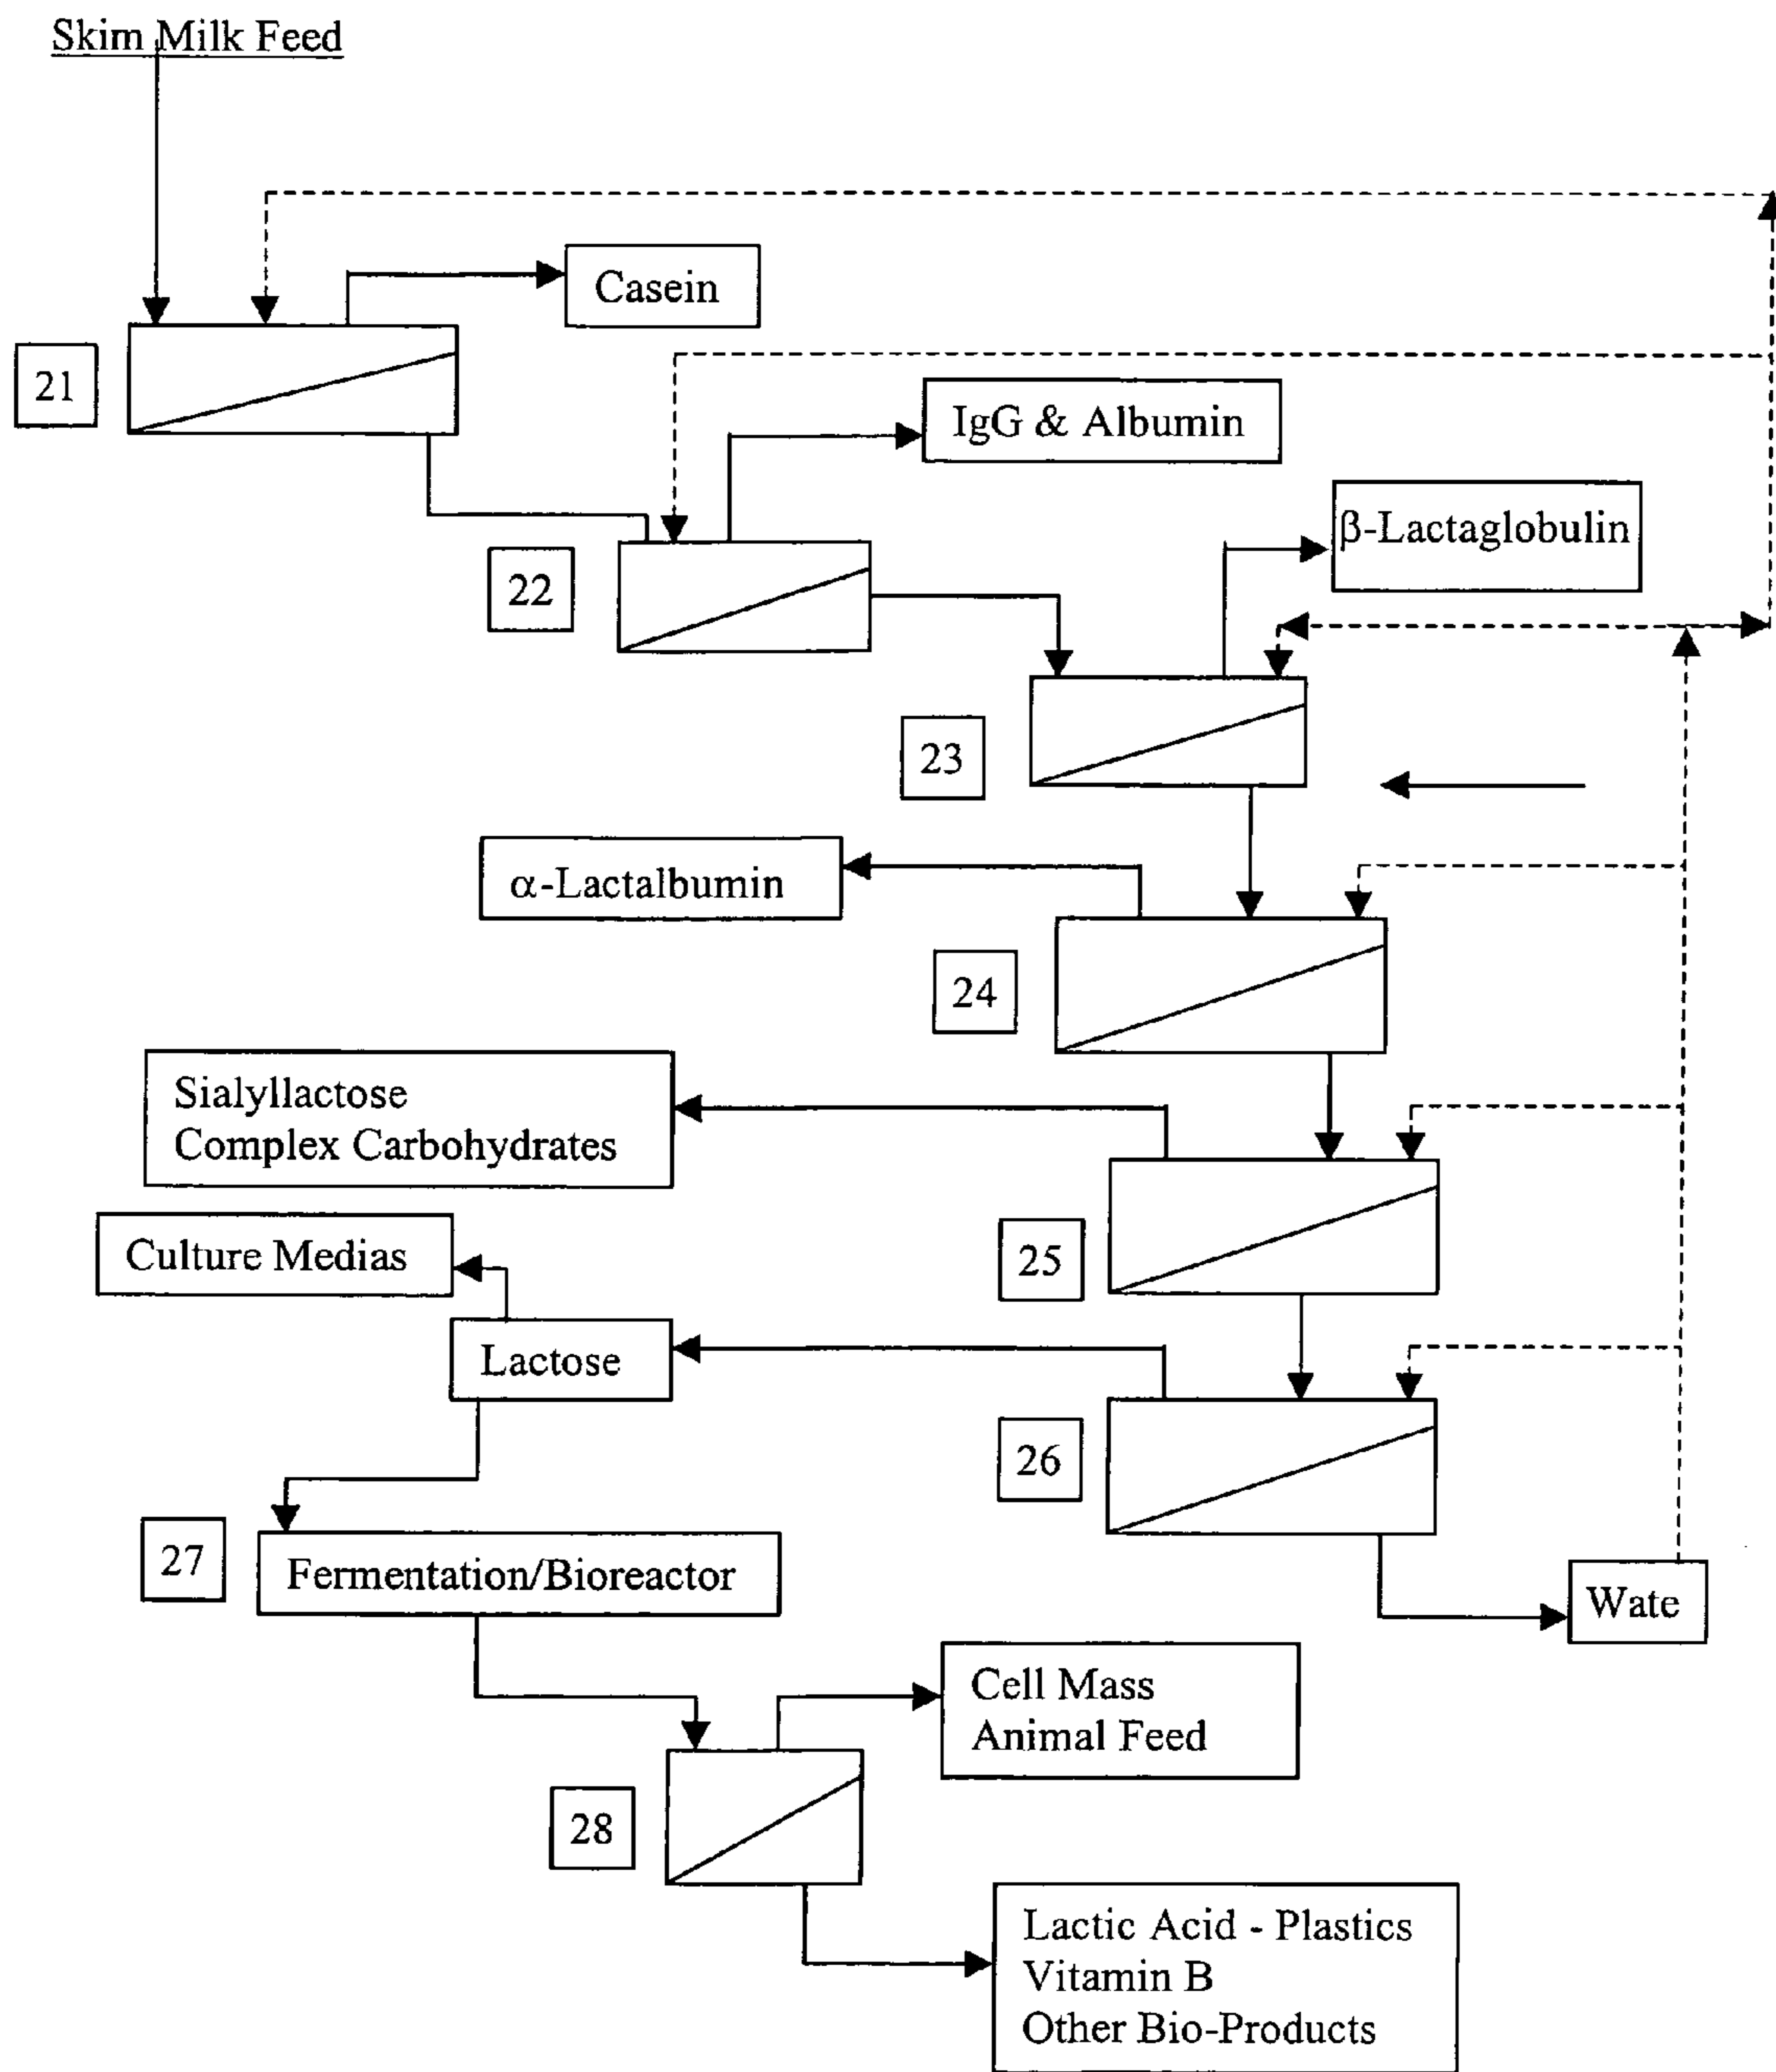 Skim Milk Feed
Casein
21
IgG & Albumin
β-Lactaglobulin
22
23
α-Lactalbumin
24
Sialyllactose
Complex Carbohydrates
Culture Medias
25
Lactose
26
27
Fermentation/Bioreactor
Wate
Cell Mass
Animal Feed
28
Lactic Acid - Plastics
Vitamin B
Other Bio-Products